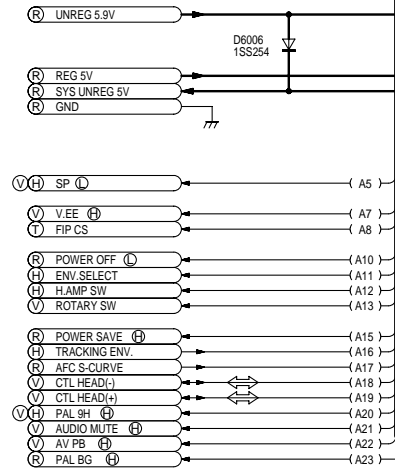 R UNREG 5.9V
D6006
1SS254
R REG 5V
R SYS UNREG 5V
R GND
V H SP L A5
V V.EE H A7
T FIP CS A8
R POWER OFF L A10
H ENV.SELECT A11
H H.AMP SW A12
V ROTARY SW A13
R POWER SAVE H A15
H TRACKING ENV. A16
R AFC S-CURVE A17
V CTL HEAD(-) A18
V CTL HEAD(+) A19
V H PAL 9H H A20
V AUDIO MUTE H A21
V AV PB H A22
R PAL BG H A23